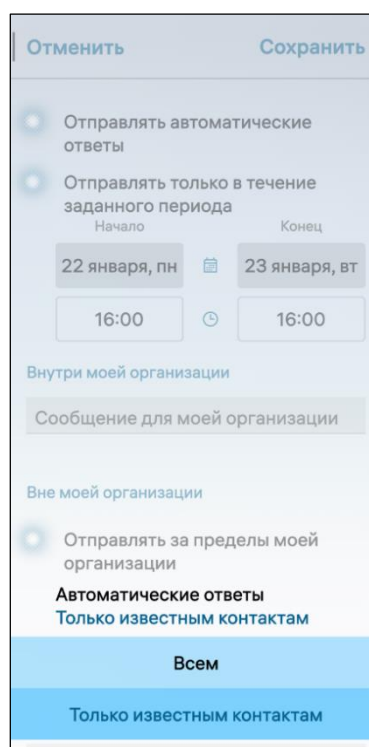 Отменить Сохранить
Отправлять автоматические
ответы
Отправлять только в течение
заданного периода
Начало Конец
22 января, пн 23 января, вт
16:00 16:00
Внутри моей организации
Сообщение для моей организации
Вне моей организации
Отправлять за пределы моей
организации
Автоматические ответы
Только известным контактам
Всем
Только известным контактам